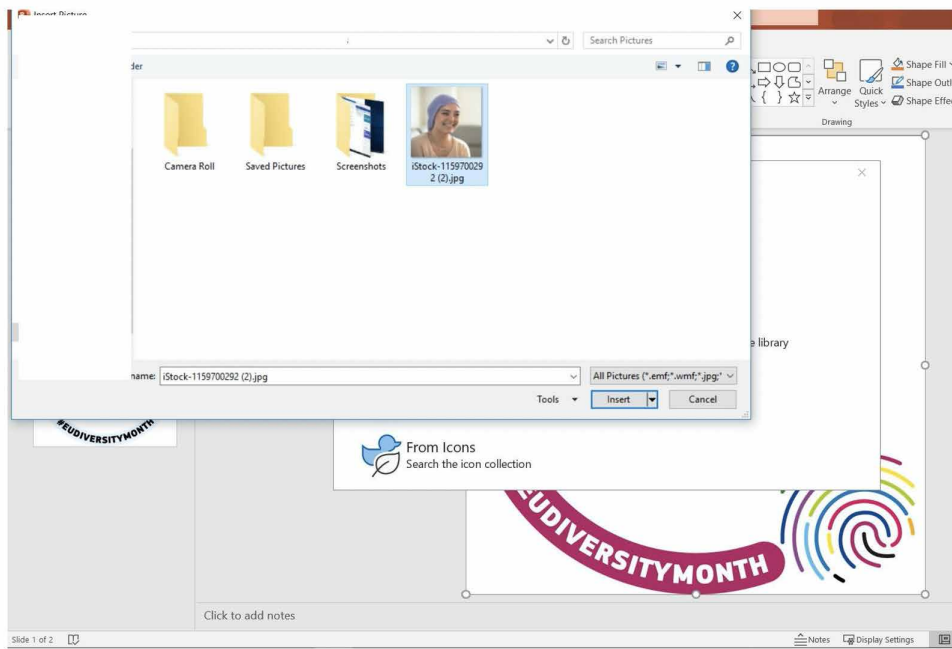 Insert Picture
Search Pictures
der
Camera Roll
Saved Pictures
Screenshots
iStock-115970029
2 (2).jpg
name:
iStock-1159700292 (2).jpg
All Pictures (*.emf;*.wmf;*.jpg;*
Tools
Insert
Cancel
Shape Fill
Shape Outl
Shape Effe
Arrange
Quick
Styles
Drawing
e library
From Icons
Search the icon collection
#EUDIVERSITYMONTH
EUDIVERSITYMONTH
Click to add notes
Slide 1 of 2
Notes
Display Settings